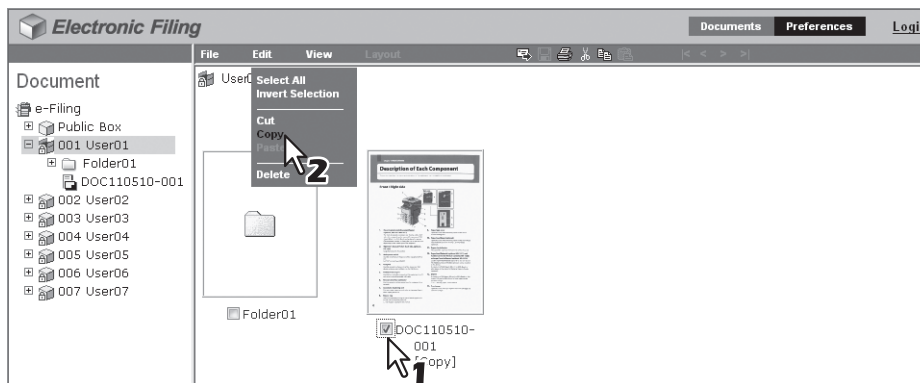 Electronic Filing
Documents Preferences Logi
File Edit View Layout |< < > >|
Document
e-Filing
Public Box
001 User01
Folder01
DOC110510-001
002 User02
003 User03
004 User04
005 User05
006 User06
007 User07
User0
Select All
Invert Selection
Cut
Copy
Paste
Delete
2
Description of Each Component
Folder01
DOC110510-
001
[Copy]
1